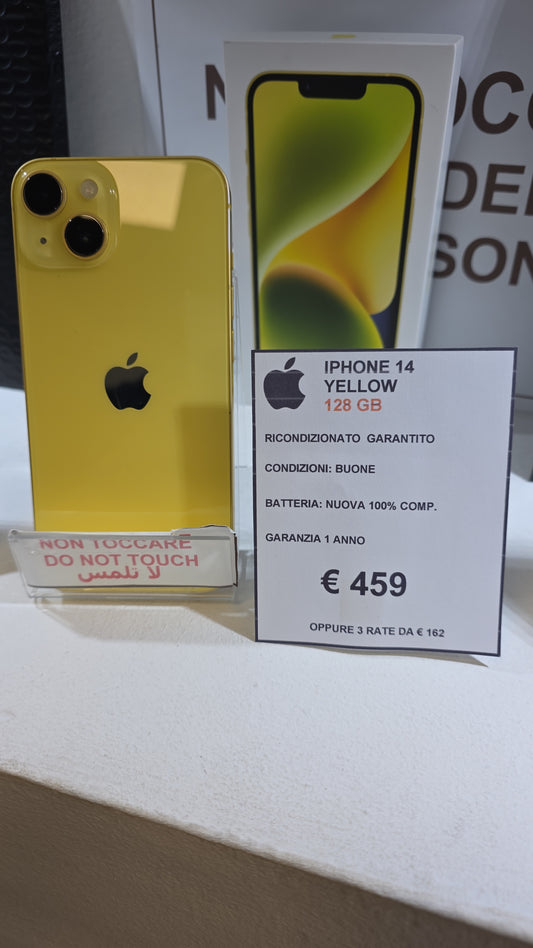 IPHONE 14
YELLOW
128 GB
RICONDIZIONATO GARANTITO
CONDIZIONI: BUONE
BATTERIA: NUOVA 100% COMP.
GARANZIA 1 ANNO
€ 459
OPPURE 3 RATE DA € 162
NON TOCCARE
DO NOT TOUCH
لا تلمس